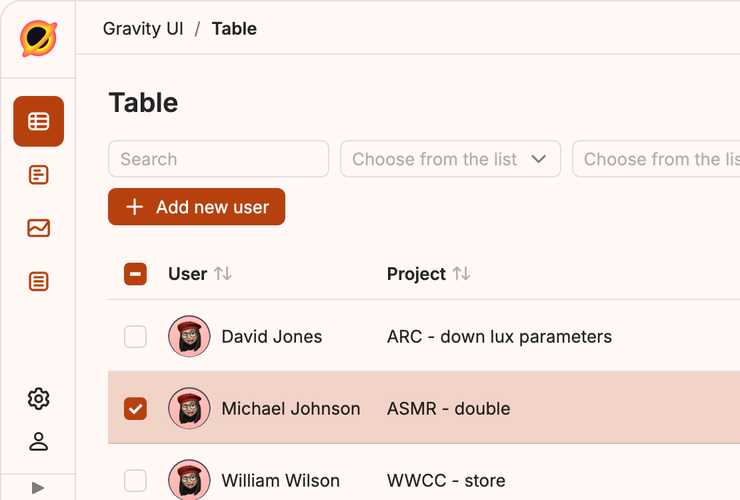 Gravity UI / Table
Table
Search
Choose from the list
Choose from the lis
Add new user
User
Project
David Jones
ARC - down lux parameters
Michael Johnson
ASMR - double
William Wilson
WWCC - store